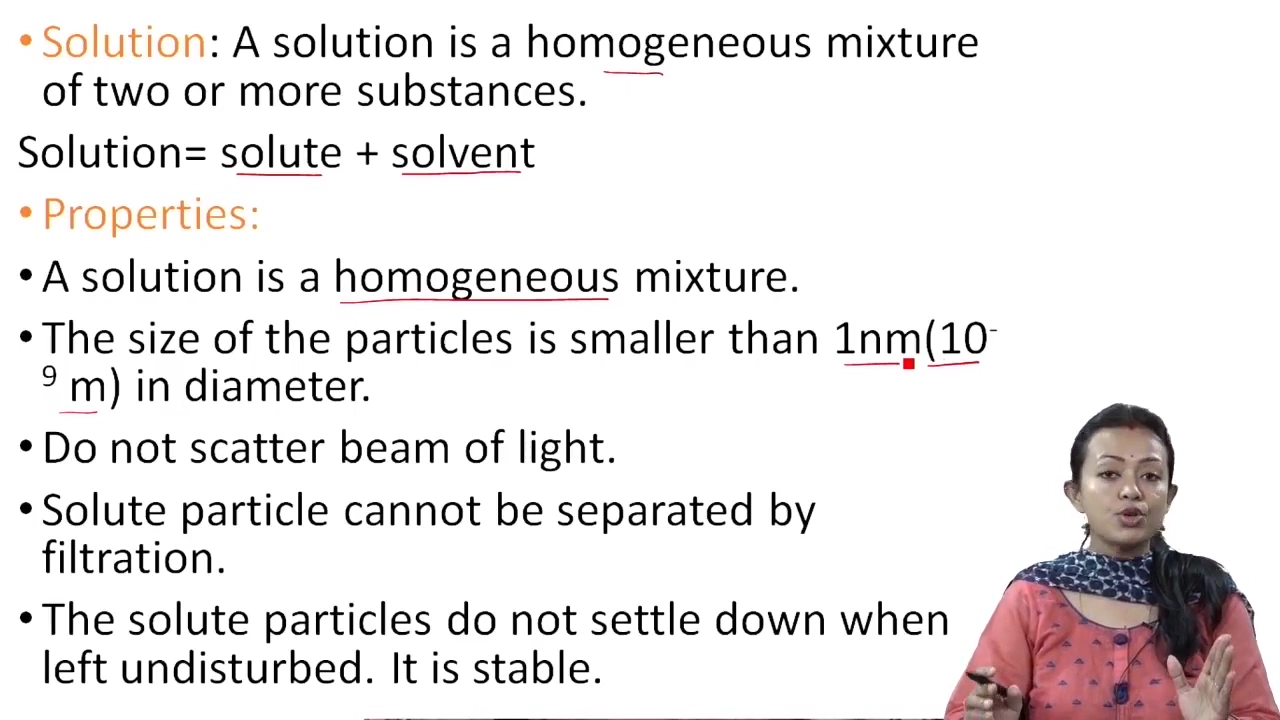 • Solution: A solution is a homogeneous mixture
of two or more substances.
Solution= solute + solvent
• Properties:
• A solution is a homogeneous mixture.
• The size of the particles is smaller than 1nm(10⁻
⁹ m) in diameter.
• Do not scatter beam of light.
• Solute particle cannot be separated by
filtration.
• The solute particles do not settle down when
left undisturbed. It is stable.